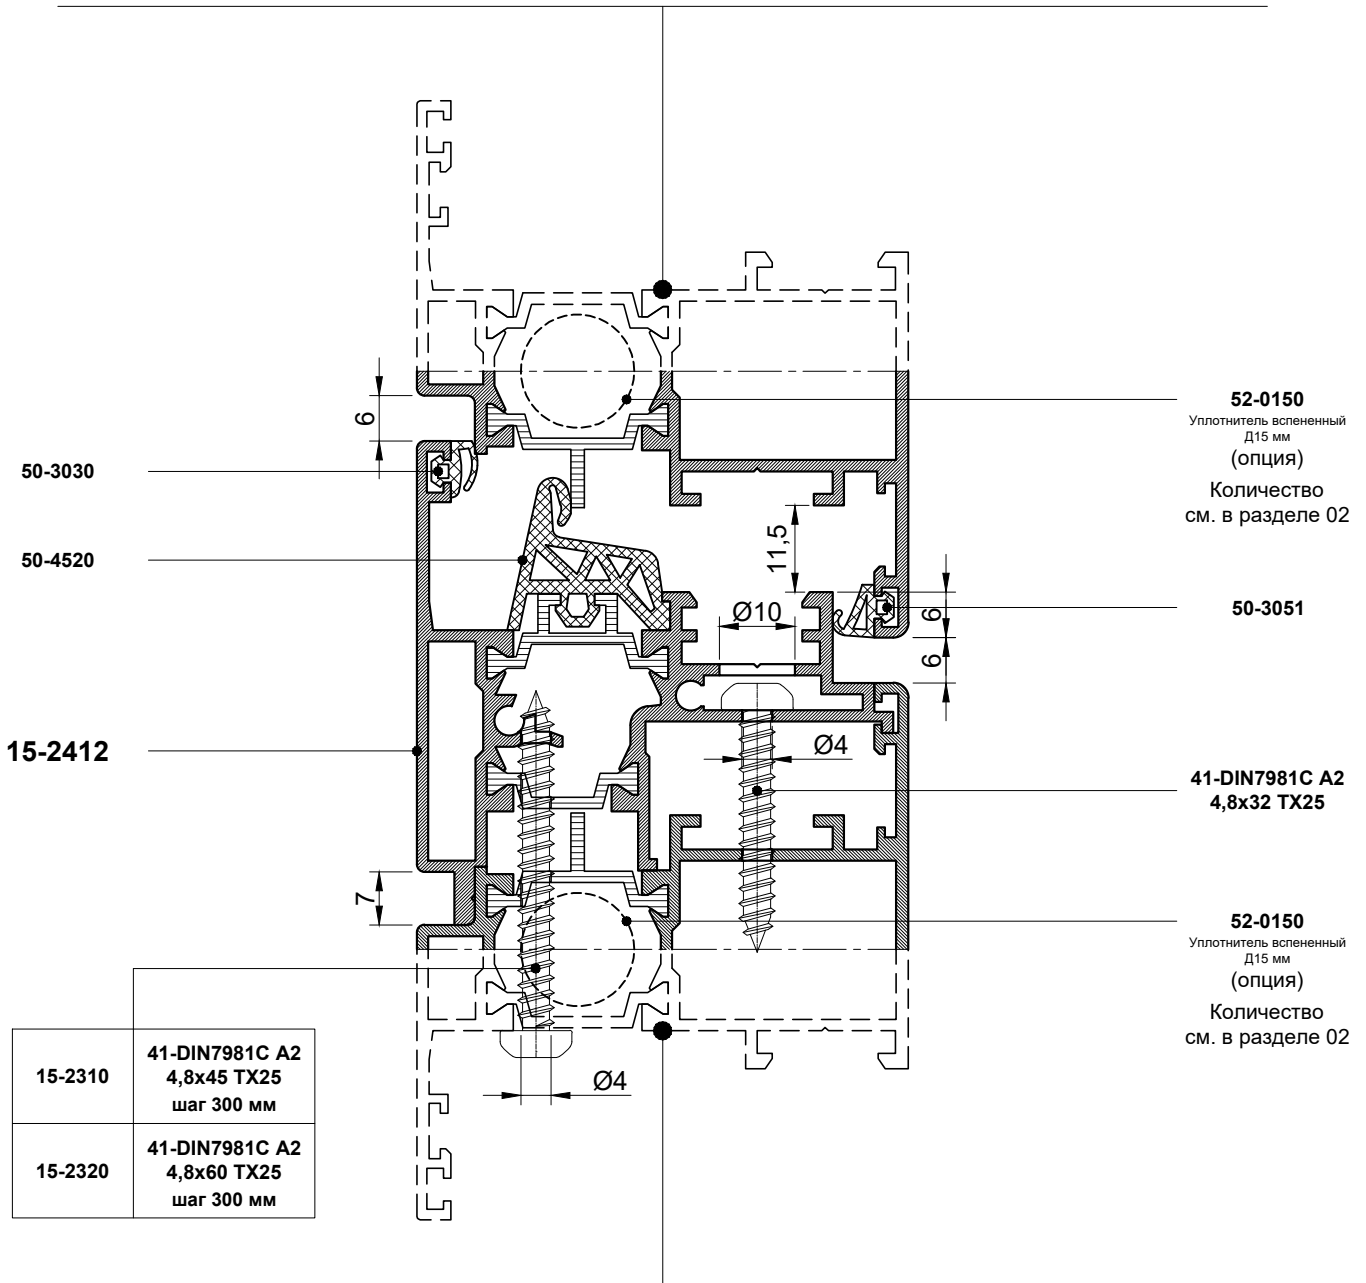 52-0150
Уплотнитель вспененный
Д15 мм
(опция)
Количество
см. в разделе 02
6
50-3030
50-4520
11,5
Ø10
6
50-3051
6
15-2412
Ø4
41-DIN7981C A2
4,8x32 TX25
7
52-0150
Уплотнитель вспененный
Д15 мм
(опция)
Количество
см. в разделе 02
15-2310
41-DIN7981C A2
4,8x45 TX25
шаг 300 мм
Ø4
15-2320
41-DIN7981C A2
4,8x60 TX25
шаг 300 мм